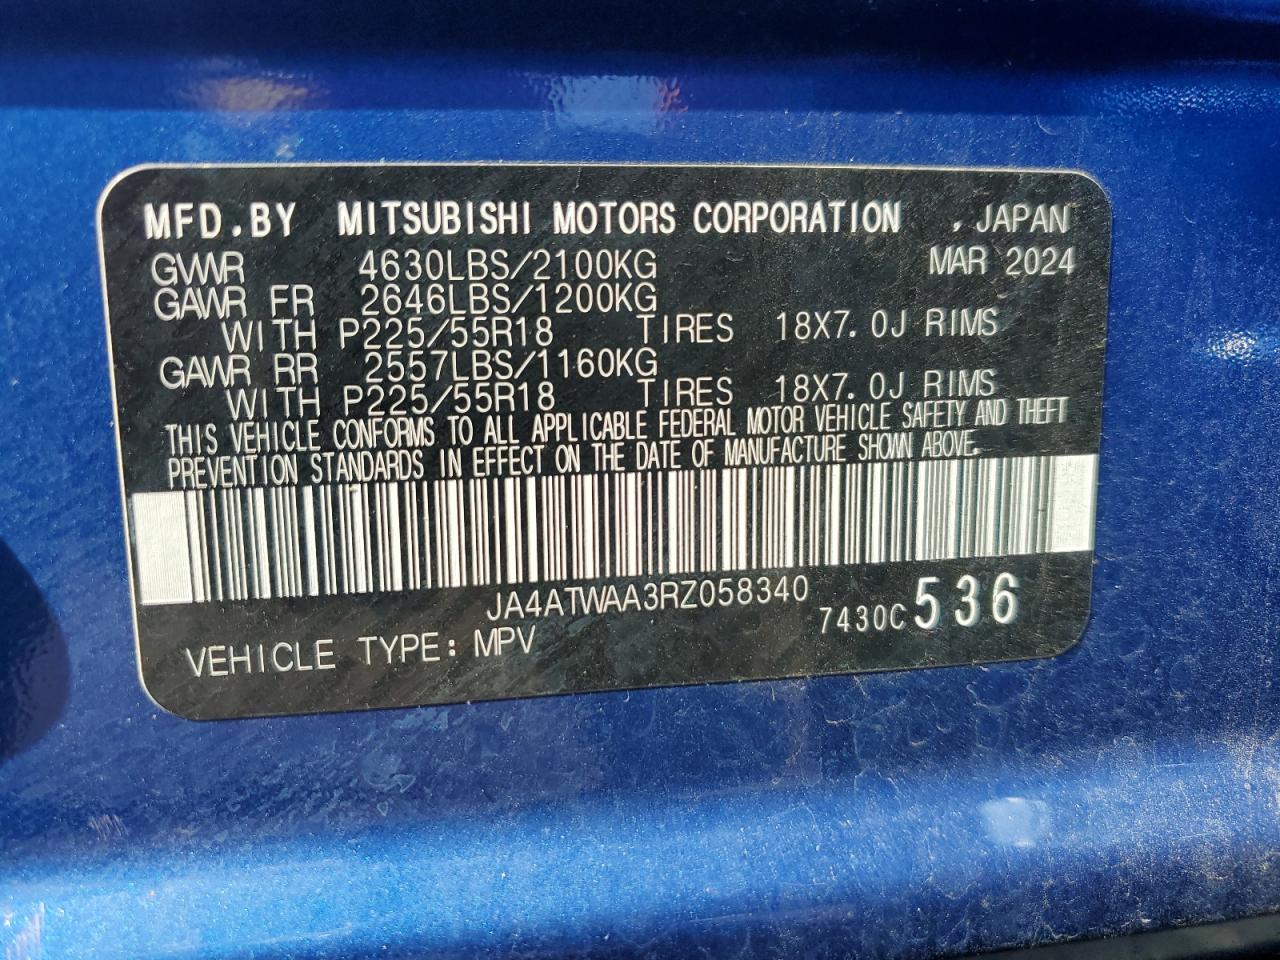 MFD.BY MITSUBISHI MOTORS CORPORATION , JAPAN
GVWR 4630LBS/2100KG MAR 2024
GAWR FR 2646LBS/1200KG
WITH P225/55R18 TIRES 18X7.0J RIMS
GAWR RR 2557LBS/1160KG
WITH P225/55R18 TIRES 18X7.0J RIMS
THIS VEHICLE CONFORMS TO ALL APPLICABLE FEDERAL MOTOR VEHICLE SAFETY AND THEFT
PREVENTION STANDARDS IN EFFECT ON THE DATE OF MANUFACTURE SHOWN ABOVE.
JA4ATWAA3RZ058340 7430C 536
VEHICLE TYPE: MPV